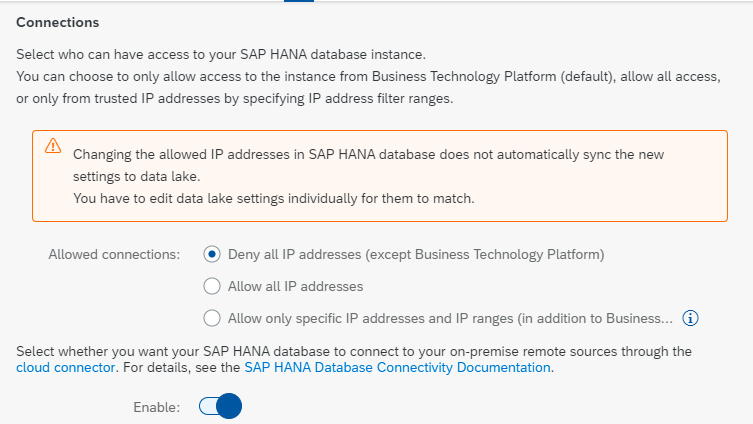 Connections
Select who can have access to your SAP HANA database instance.
You can choose to only allow access to the instance from Business Technology Platform (default), allow all access,
or only from trusted IP addresses by specifying IP address filter ranges.
Changing the allowed IP addresses in SAP HANA database does not automatically sync the new
settings to data lake.
You have to edit data lake settings individually for them to match.
Allowed connections:
Deny all IP addresses (except Business Technology Platform)
Allow all IP addresses
Allow only specific IP addresses and IP ranges (in addition to Business...
Select whether you want your SAP HANA database to connect to your on-premise remote sources through the
cloud connector. For details, see the SAP HANA Database Connectivity Documentation.
Enable: